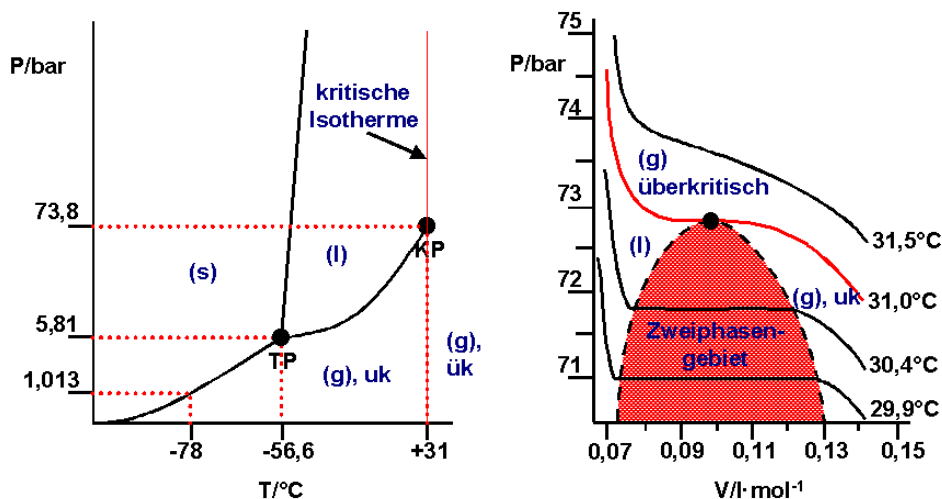 P/bar
kritische
Isotherme
73,8
KP
(l)
(s)
5,81
TP
(g),
ük
(g), uk
1,013
-78
-56,6
+31
T/°C
75
P/bar
74
(g)
überkritisch
73
31,5°C
(l)
72
(g), uk
31,0°C
Zweiphasen-
gebiet
71
30,4°C
29,9°C
0,07
0,09
0,11
0,13
0,15
V/l·mol⁻¹